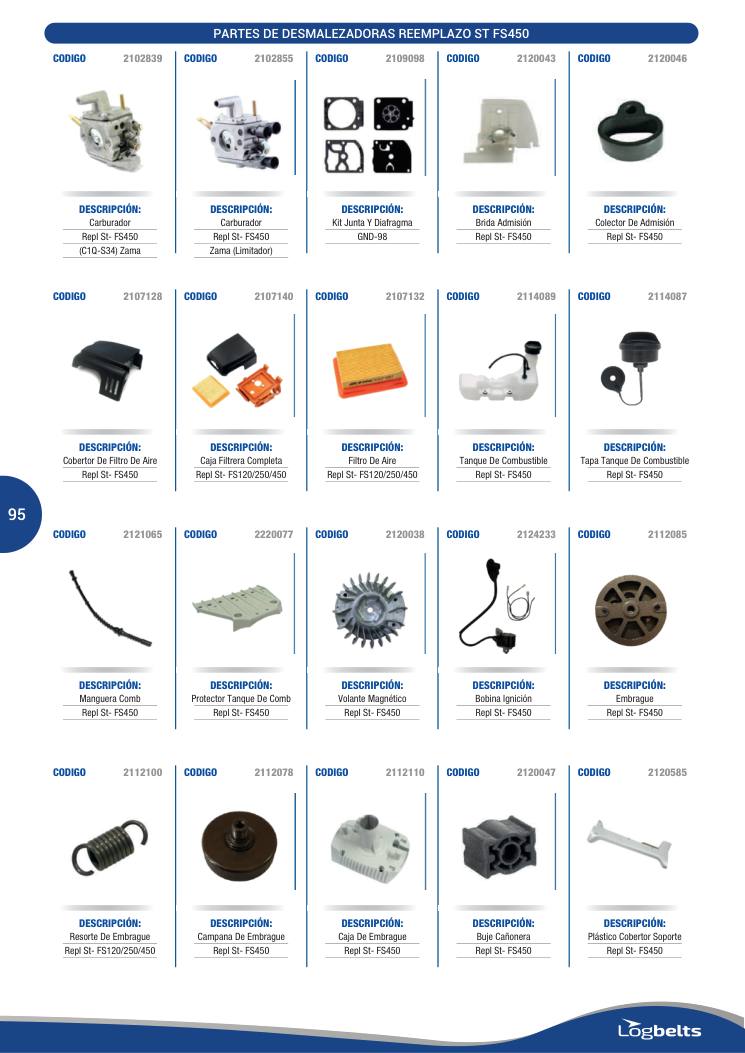 PARTES DE DESMALEZADORAS REEMPLAZO ST FS450
CODIGO 2102839
DESCRIPCIÓN:
Carburador
Repl St- FS450
(C1Q-S34) Zama
CODIGO 2102855
DESCRIPCIÓN:
Carburador
Repl St- FS450
Zama (Limitador)
CODIGO 2109098
DESCRIPCIÓN:
Kit Junta Y Diafragma
GND-98
CODIGO 2120043
DESCRIPCIÓN:
Brida Admisión
Repl St- FS450
CODIGO 2120046
DESCRIPCIÓN:
Colector De Admisión
Repl St- FS450
CODIGO 2107128
DESCRIPCIÓN:
Cobertor De Filtro De Aire
Repl St- FS450
CODIGO 2107140
DESCRIPCIÓN:
Caja Filtrera Completa
Repl St- FS120/250/450
CODIGO 2107132
DESCRIPCIÓN:
Filtro De Aire
Repl St- FS120/250/450
CODIGO 2114089
DESCRIPCIÓN:
Tanque De Combustible
Repl St- FS450
CODIGO 2114087
DESCRIPCIÓN:
Tapa Tanque De Combustible
Repl St- FS450
95
CODIGO 2121065
DESCRIPCIÓN:
Manguera Comb
Repl St- FS450
CODIGO 2220077
DESCRIPCIÓN:
Protector Tanque De Comb
Repl St- FS450
CODIGO 2120038
DESCRIPCIÓN:
Volante Magnético
Repl St- FS450
CODIGO 2124233
DESCRIPCIÓN:
Bobina Ignición
Repl St- FS450
CODIGO 2112085
DESCRIPCIÓN:
Embrague
Repl St- FS450
CODIGO 2112100
DESCRIPCIÓN:
Resorte De Embrague
Repl St- FS120/250/450
CODIGO 2112078
DESCRIPCIÓN:
Campana De Embrague
Repl St- FS450
CODIGO 2112110
DESCRIPCIÓN:
Caja De Embrague
Repl St- FS450
CODIGO 2120047
DESCRIPCIÓN:
Buje Cañonera
Repl St- FS450
CODIGO 2120585
DESCRIPCIÓN:
Plástico Cobertor Soporte
Repl St- FS450
Logbelts